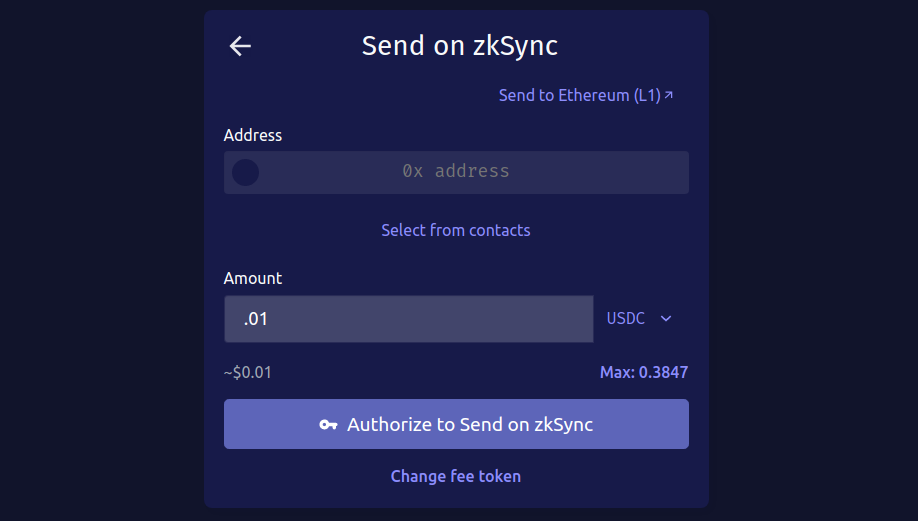 Send on zkSync
Send to Ethereum (L1)
Address
0x address
Select from contacts
Amount
.01
USDC
~$0.01
Max: 0.3847
Authorize to Send on zkSync
Change fee token